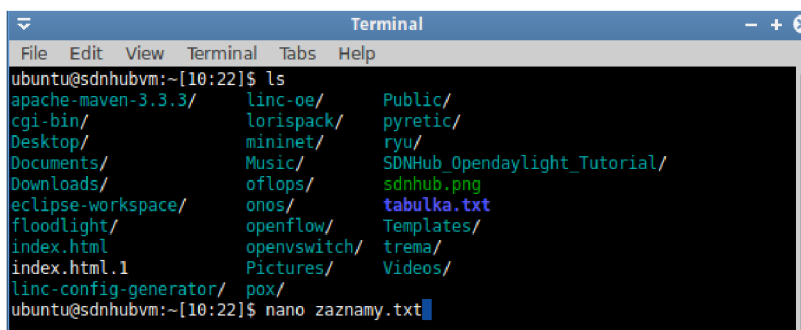 Terminal
File Edit View Terminal Tabs Help
ubuntu@sdnhubvm:~[10:22]$ ls
apache-maven-3.3.3/ linc-oe/ Public/
cgi-bin/ lorispack/ pyretic/
Desktop/ mininet/ ryu/
Documents/ Music/ SDNHub_Opendaylight_Tutorial/
Downloads/ oflops/ sdnhub.png
eclipse-workspace/ onos/ tabulka.txt
floodlight/ openflow/ Templates/
index.html openvswitch/ trema/
index.html.1 Pictures/ Videos/
linc-config-generator/ pox/
ubuntu@sdnhubvm:~[10:22]$ nano zaznamy.txt